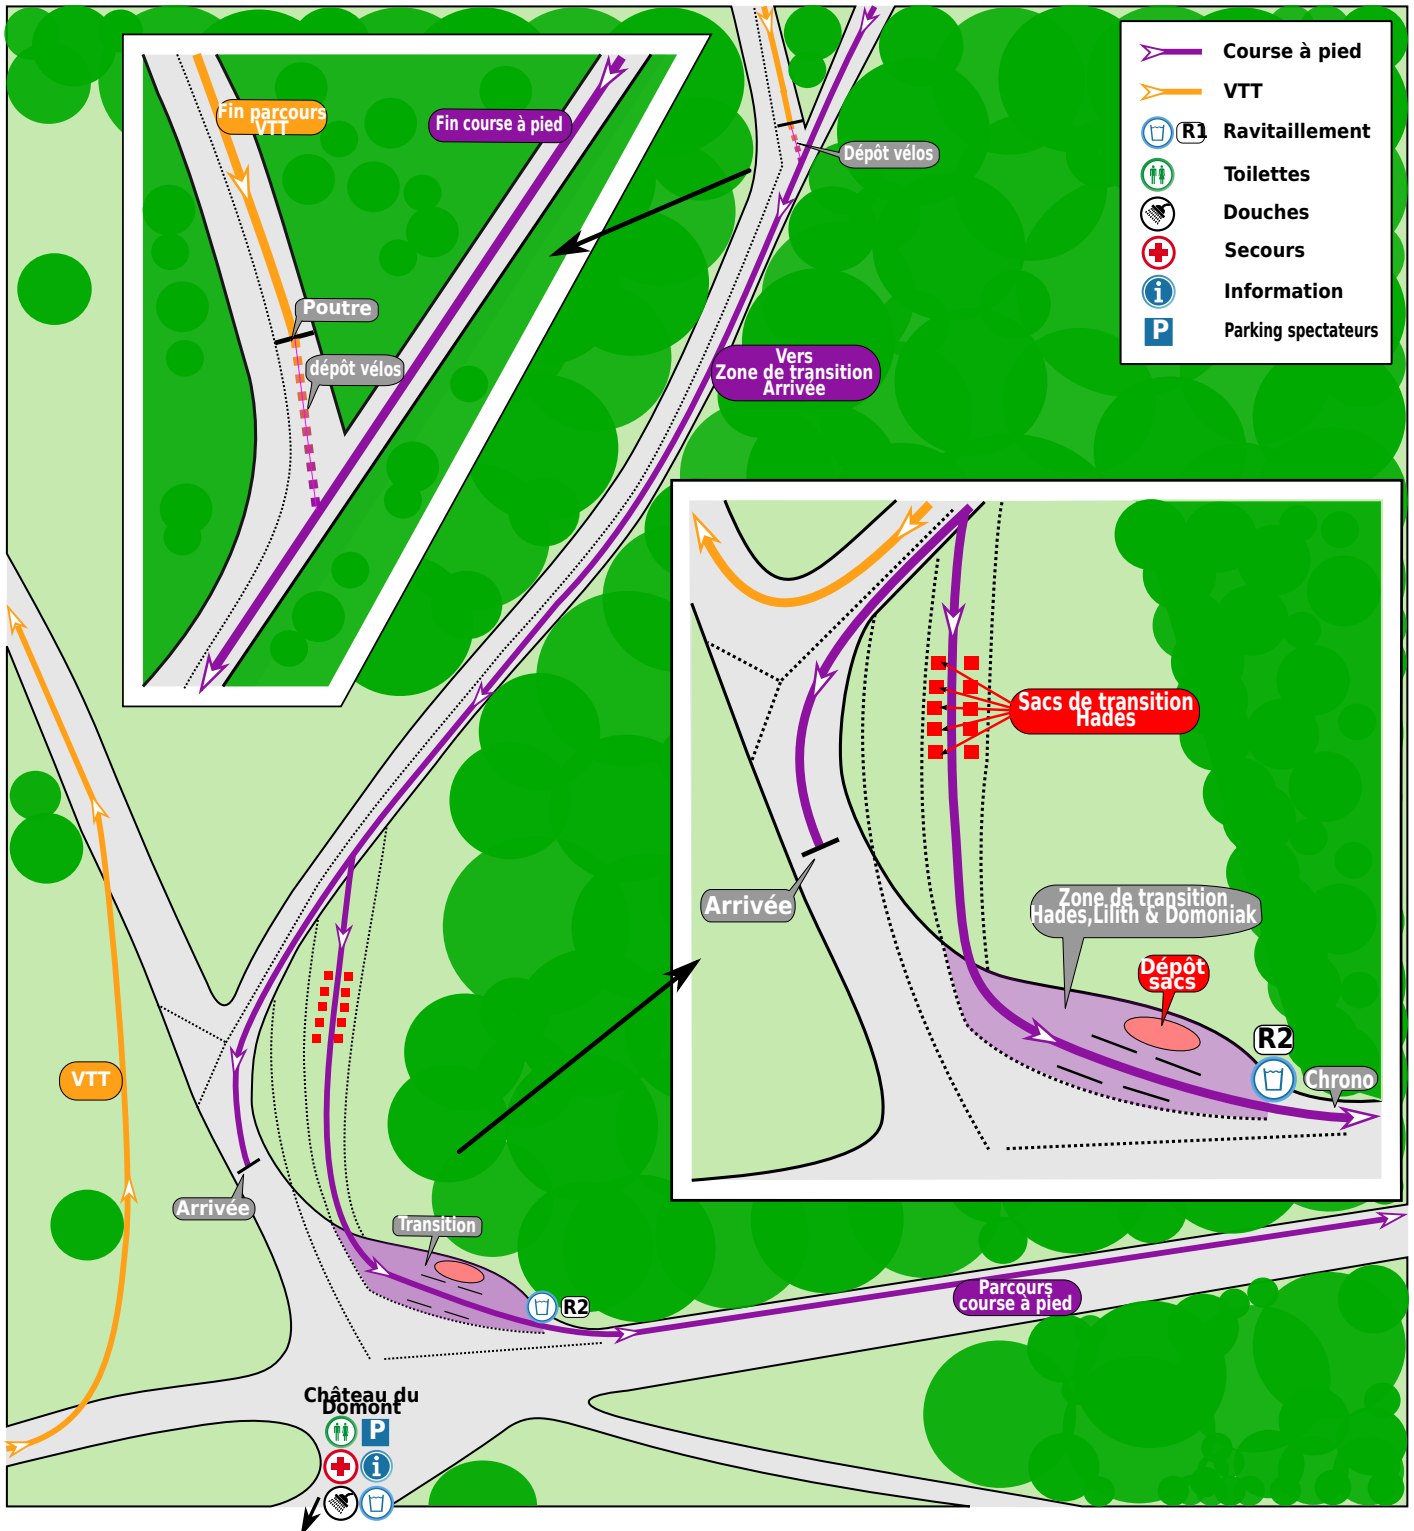 Course à pied
VTT
R1 Ravitaillement
Toilettes
Douches
Secours
Information
P Parking spectateurs
Fin parcours
VTT
Fin course à pied
Dépôt vélos
Poutre
dépôt vélos
Vers
Zone de transition
Arrivée
Sacs de transition
Hades
Arrivée
Zone de transition
Hades,Lilith & Domoniak
Dépôt
sacs
R2
Chrono
VTT
Arrivée
Transition
R2
Parcours
course à pied
Château du
Domont
P